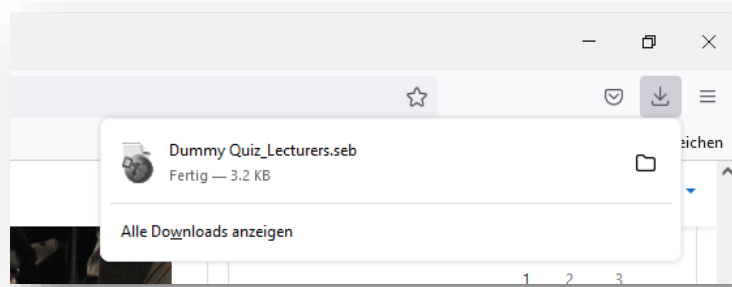 eichen
Dummy Quiz_Lecturers.seb
Fertig — 3.2 KB
Alle Downloads anzeigen
1 2 3